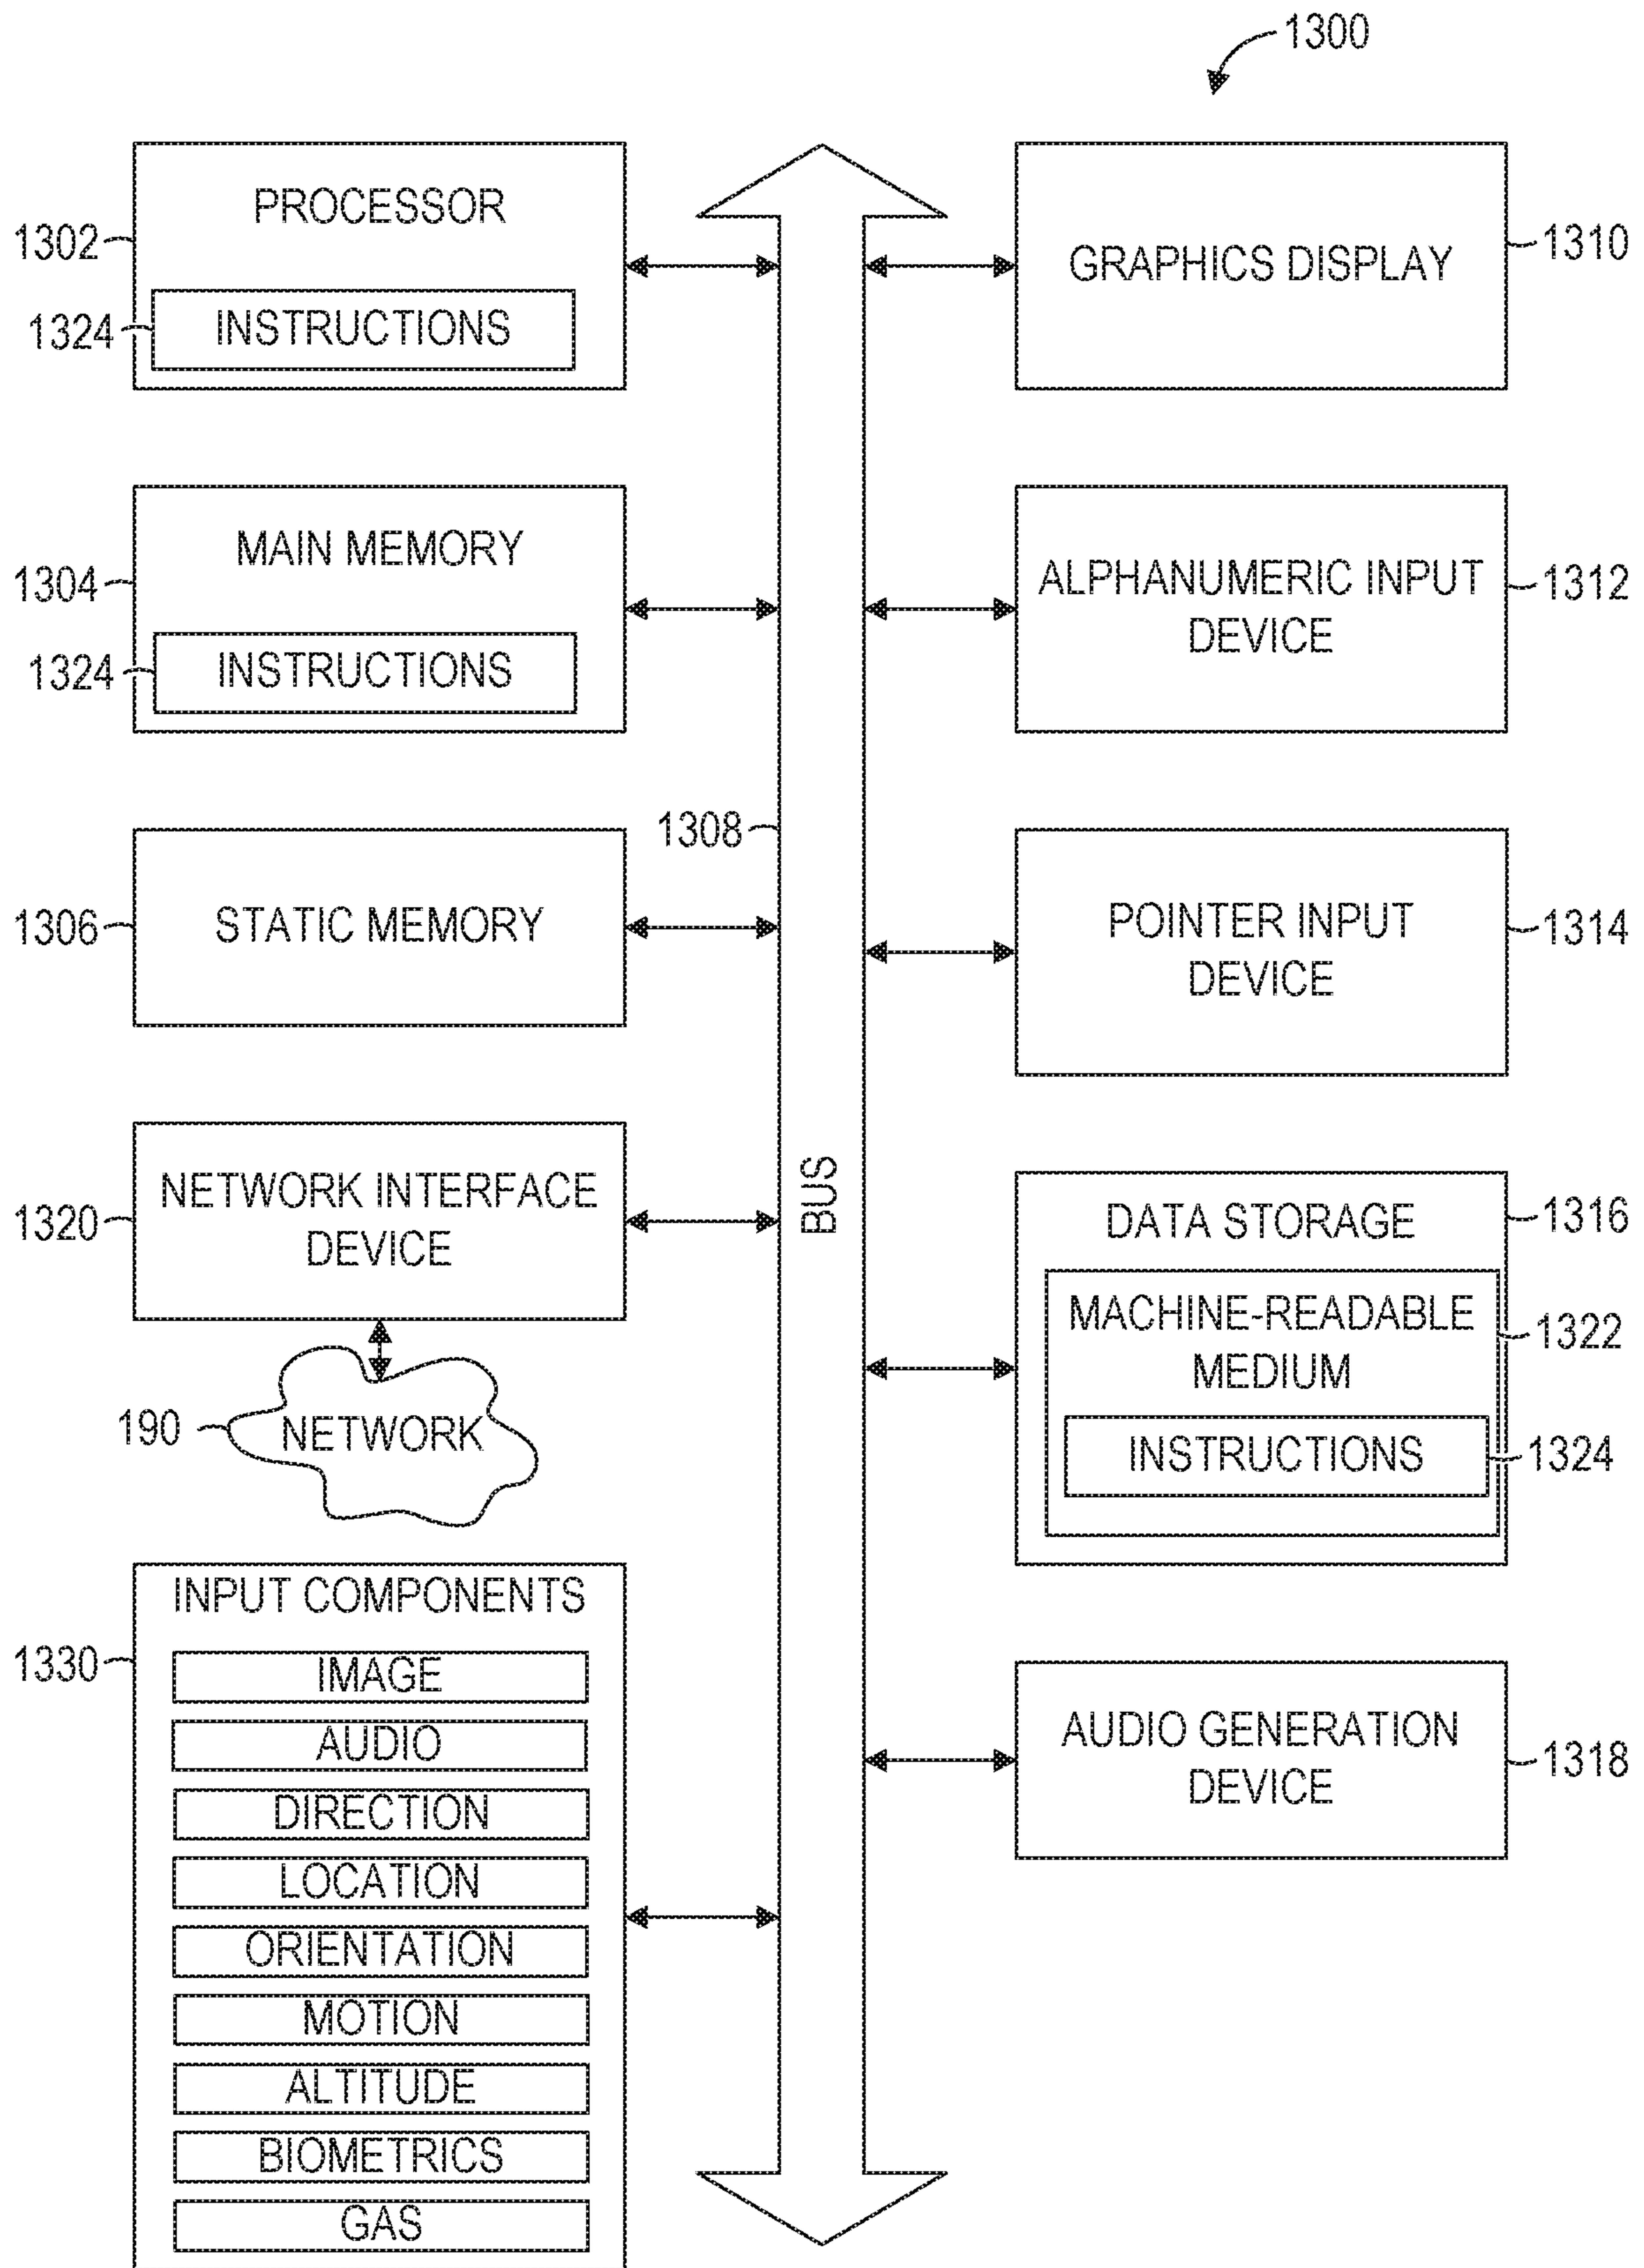 1300
PROCESSOR
1302
1324
INSTRUCTIONS
MAIN MEMORY
1304
1324
INSTRUCTIONS
1306
STATIC MEMORY
NETWORK INTERFACE
DEVICE
1320
190
NETWORK
INPUT COMPONENTS
1330
IMAGE
AUDIO
DIRECTION
LOCATION
ORIENTATION
MOTION
ALTITUDE
BIOMETRICS
GAS
1308
BUS
GRAPHICS DISPLAY
1310
ALPHANUMERIC INPUT
DEVICE
1312
POINTER INPUT
DEVICE
1314
DATA STORAGE
1316
MACHINE-READABLE
MEDIUM
1322
INSTRUCTIONS
1324
AUDIO GENERATION
DEVICE
1318